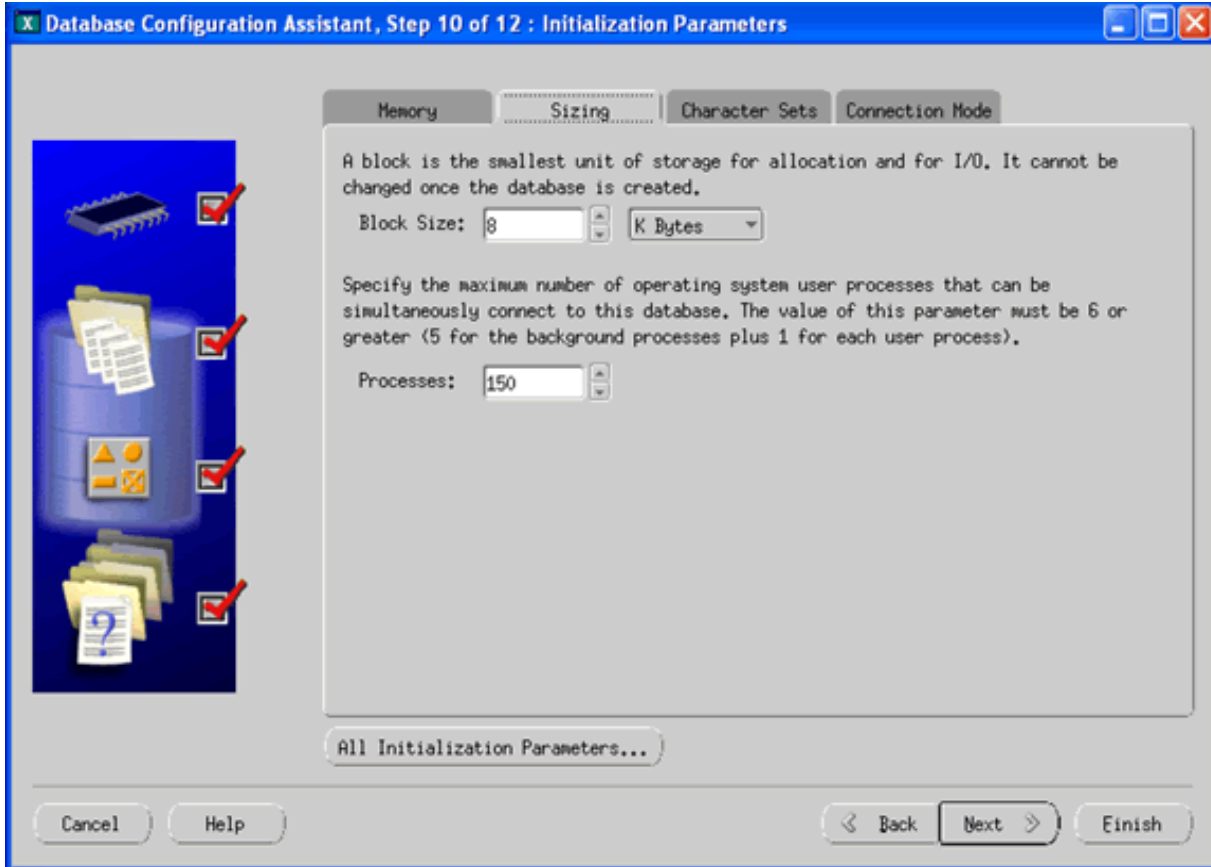 X Database Configuration Assistant, Step 10 of 12 : Initialization Parameters
Memory Sizing Character Sets Connection Mode
A block is the smallest unit of storage for allocation and for I/O. It cannot be
changed once the database is created.
Block Size: 8 K Bytes
Specify the maximum number of operating system user processes that can be
simultaneously connect to this database. The value of this parameter must be 6 or
greater (5 for the background processes plus 1 for each user process).
Processes: 150
?
All Initialization Parameters...
Cancel Help Back Next Finish